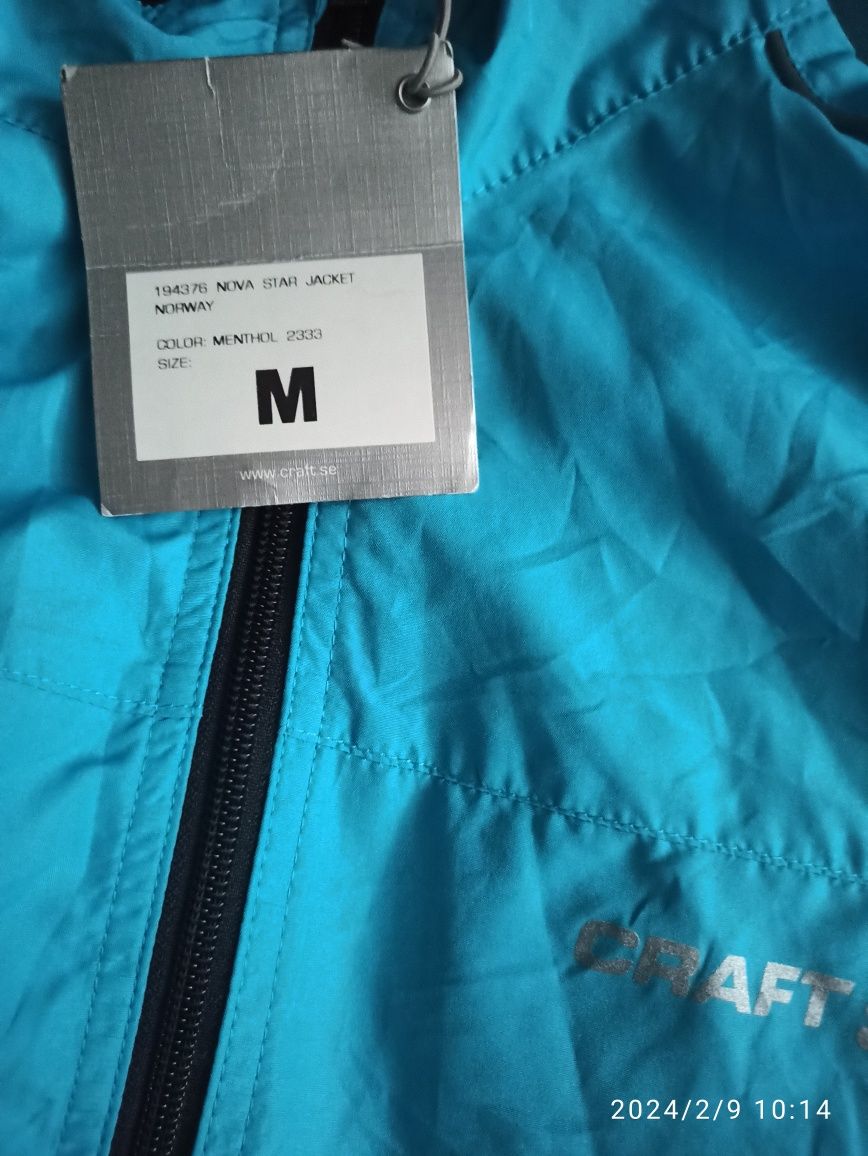 194376 NOVA STAR JACKET
NORWAY
COLOR: MENTHOL 2333
SIZE:
M
www.craft.se
CRAFT
2024/2/9 10:14